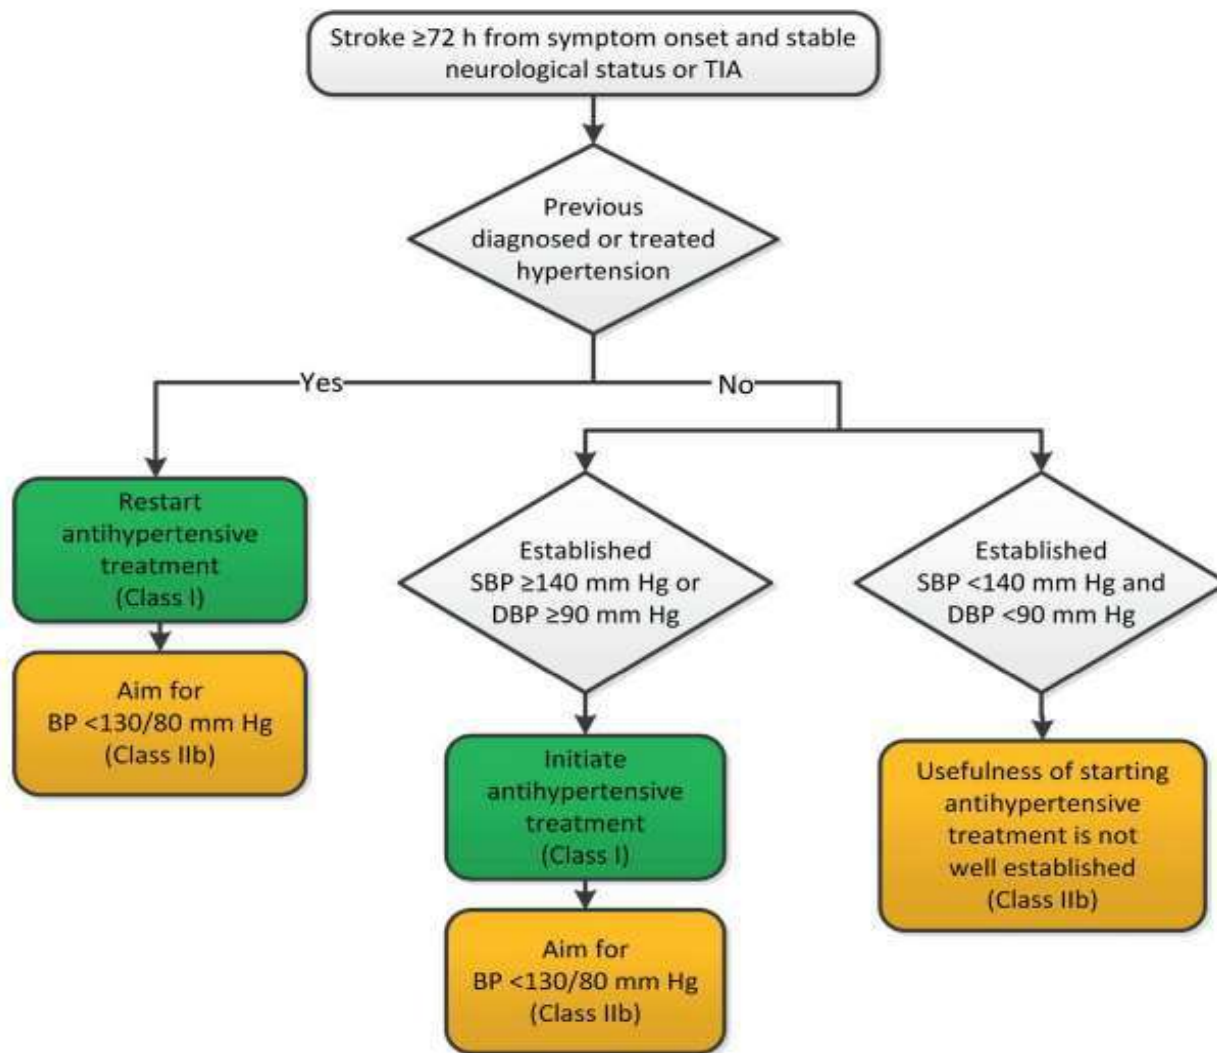 Stroke ≥72 h from symptom onset and stable
neurological status or TIA
Previous
diagnosed or treated
hypertension
Yes
No
Restart
antihypertensive
treatment
(Class I)
Aim for
BP <130/80 mm Hg
(Class IIb)
Established
SBP ≥140 mm Hg or
DBP ≥90 mm Hg
Initiate
antihypertensive
treatment
(Class I)
Aim for
BP <130/80 mm Hg
(Class IIb)
Established
SBP <140 mm Hg and
DBP <90 mm Hg
Usefulness of starting
antihypertensive
treatment is not
well established
(Class IIb)